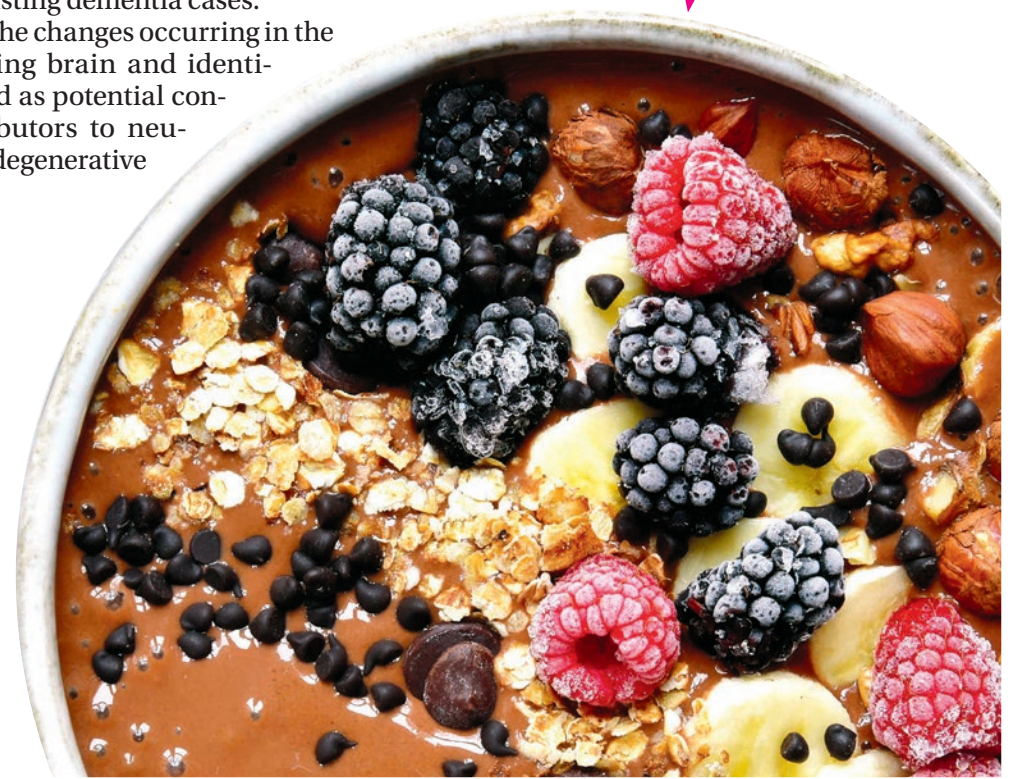 sting dementia cases.
he changes occurring in the
ing brain and identi-
d as potential con-
butors to neu-
degenerative